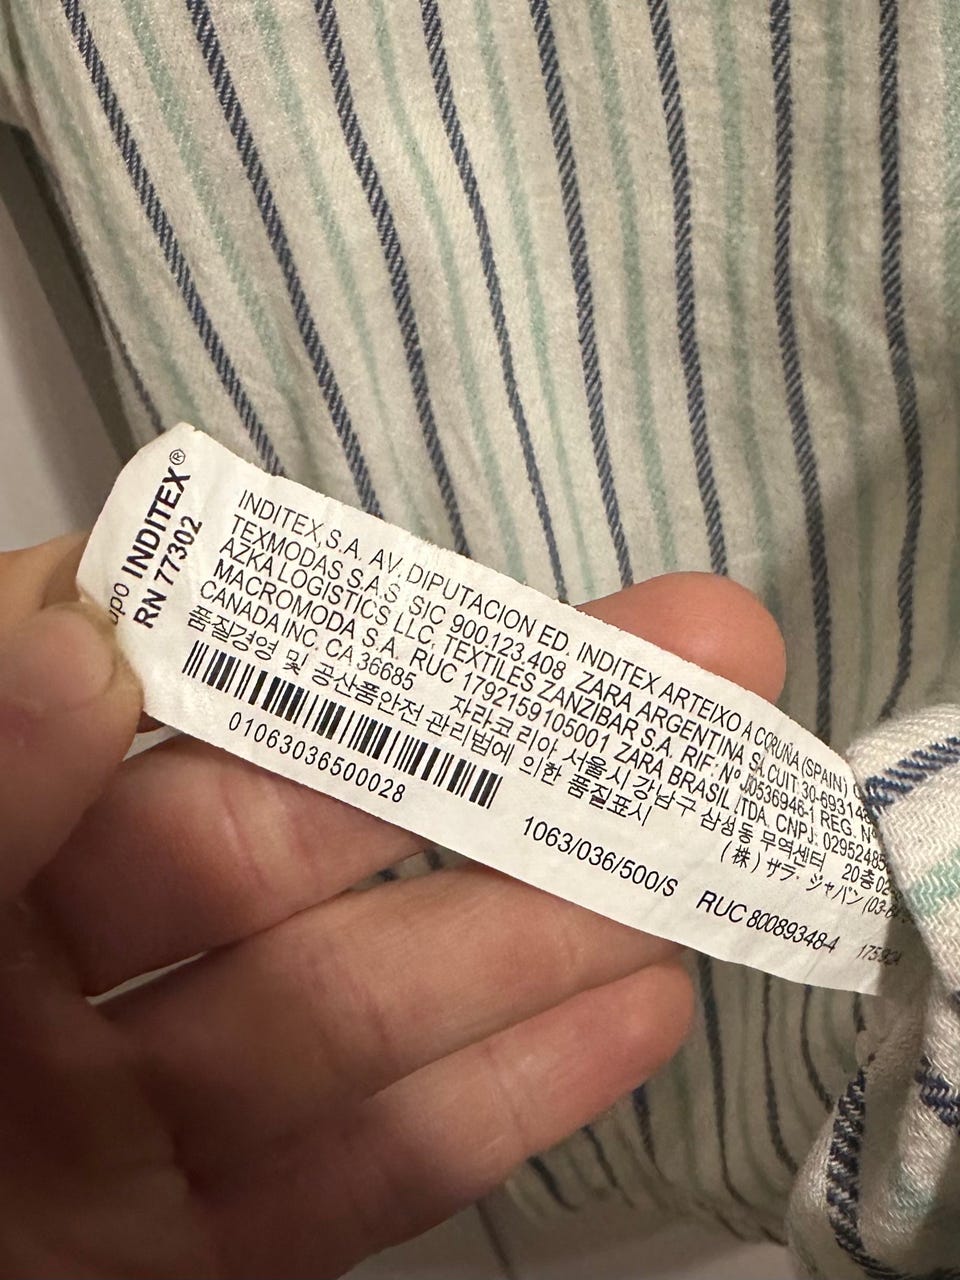 INDITEX®
RN 77302
INDITEX, S.A. AV. DIPUTACION ED. INDITEX ARTEIXO A CORUÑA (SPAIN)
TEXMODAS S.A.S. SIC 900.123.408 ZARA ARGENTINA SA. CUIT: 30-693148
AZKA LOGISTICS LLC. TEXTILES ZANZIBAR S.A. RIF: Nº J0536946-1 REG. Nº
MACROMODA S.A. RUC 1792159105001 ZARA BRASIL LTDA. CNPJ: 02952485
CANADA INC. CA 36685 자라코리아 서울시 강남구 삼성동 무역센터 20층 02-
품질경영 및 공산품안전 관리법에 의한 품질표시 (株) ザラ・ジャパン (03-
01063036500028
1063/036/500/S RUC 80089348-4